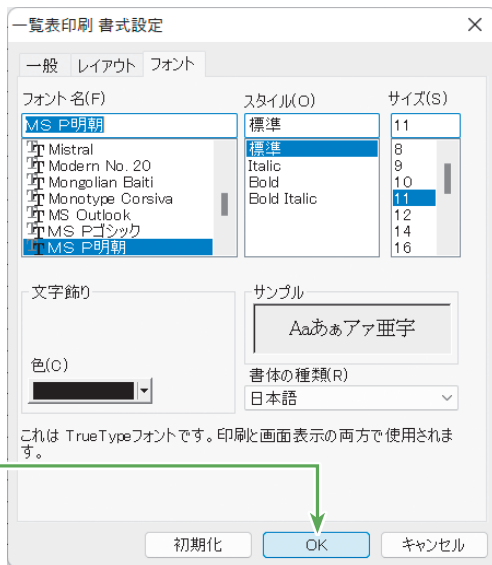 一覧表印刷 書式設定
一般 レイアウト フォント
フォント名(F) スタイル(O) サイズ(S)
MS P明朝 標準 11
Mistral 標準 8
Modern No. 20 Italic 9
Mongolian Baiti Bold 10
Monotype Corsiva Bold Italic 11
MS Outlook 12
MS Pゴシック 14
MS P明朝 16
文字飾り サンプル
Aaあぁアァ亜宇
色(C) 書体の種類(R)
日本語
これは TrueTypeフォントです。印刷と画面表示の両方で使用されま
す。
初期化 OK キャンセル